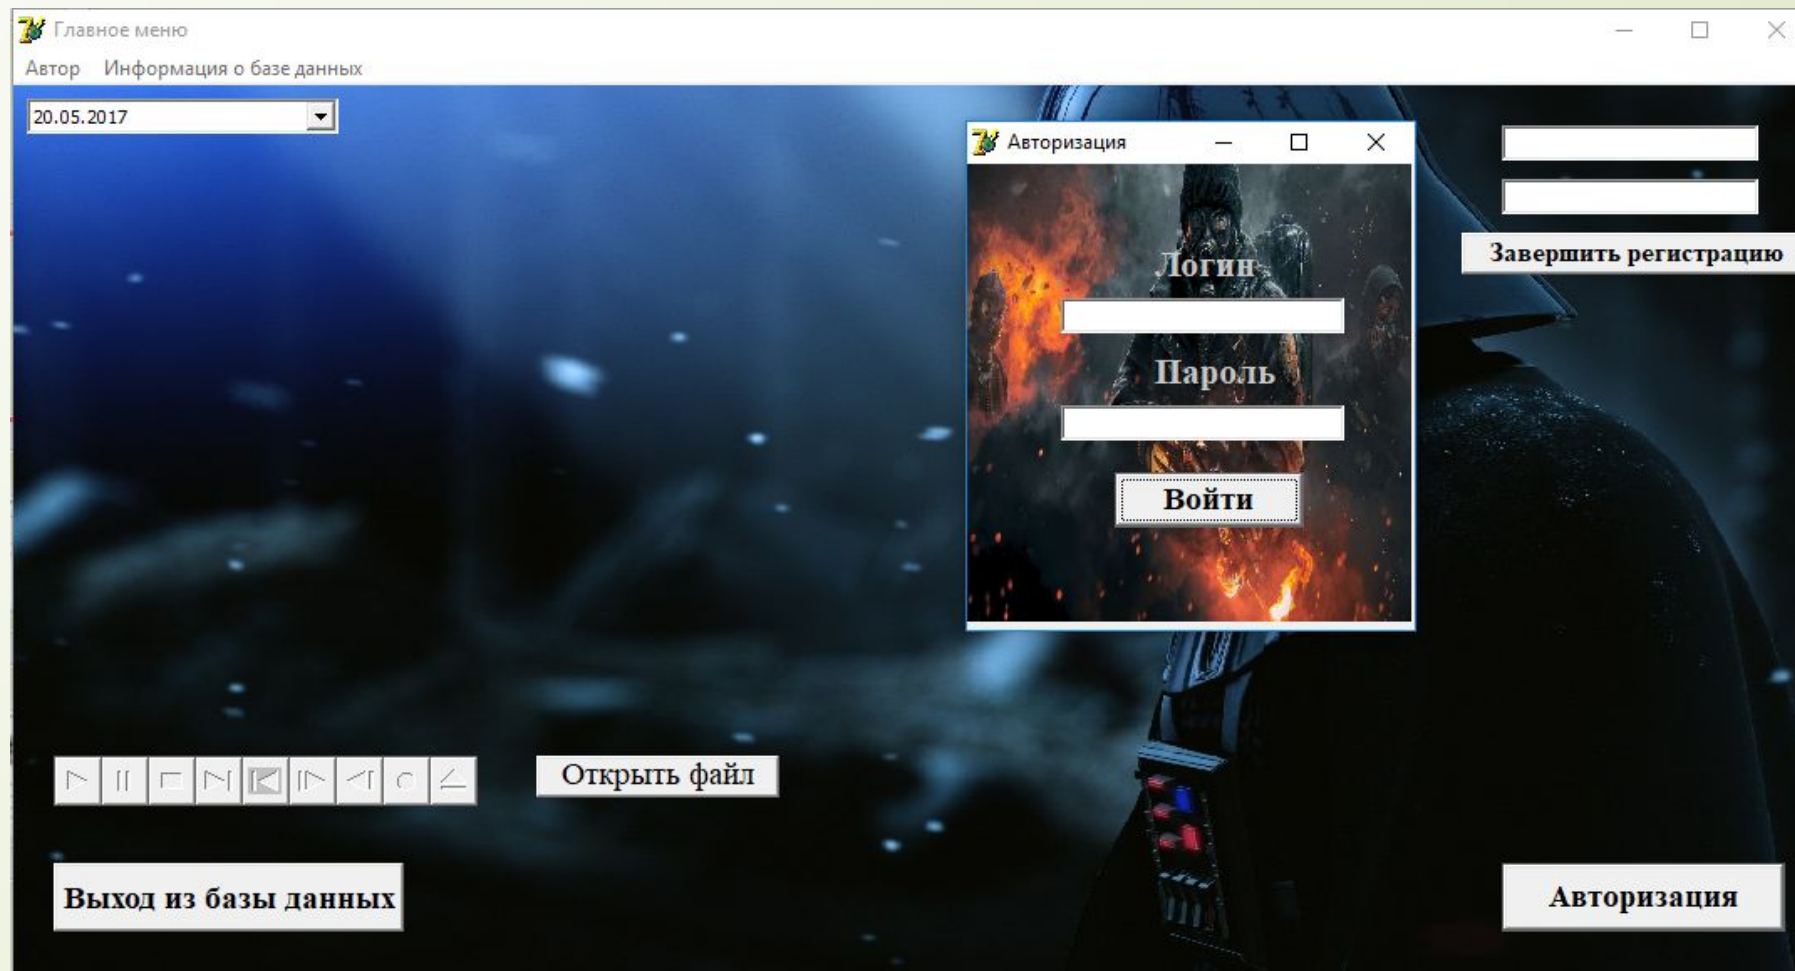 Главное меню
Автор Информация о базе данных
20.05.2017
Авторизация
Логин
Пароль
Войти
Завершить регистрацию
Открыть файл
Выход из базы данных
Авторизация